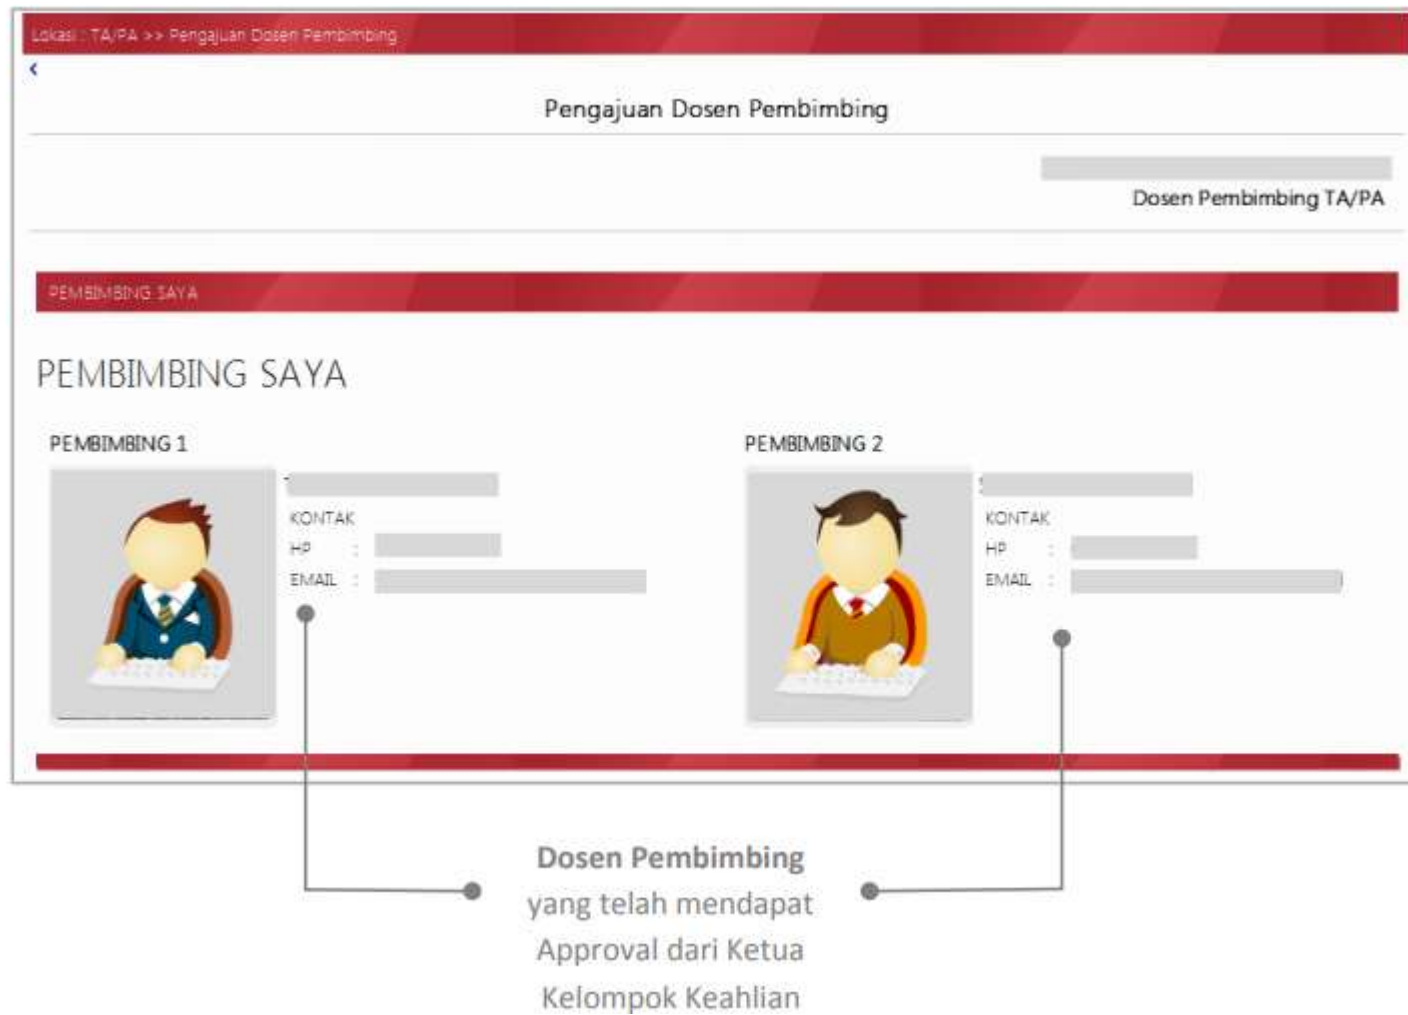 Lokasi : TA/PA >> Pengajuan Dosen Pembimbing
<
Pengajuan Dosen Pembimbing
Dosen Pembimbing TA/PA
PEMBIMBING SAYA
PEMBIMBING SAYA
PEMBIMBING 1
KONTAK
HP :
EMAIL :
PEMBIMBING 2
KONTAK
HP :
EMAIL :
Dosen Pembimbing
yang telah mendapat
Approval dari Ketua
Kelompok Keahlian